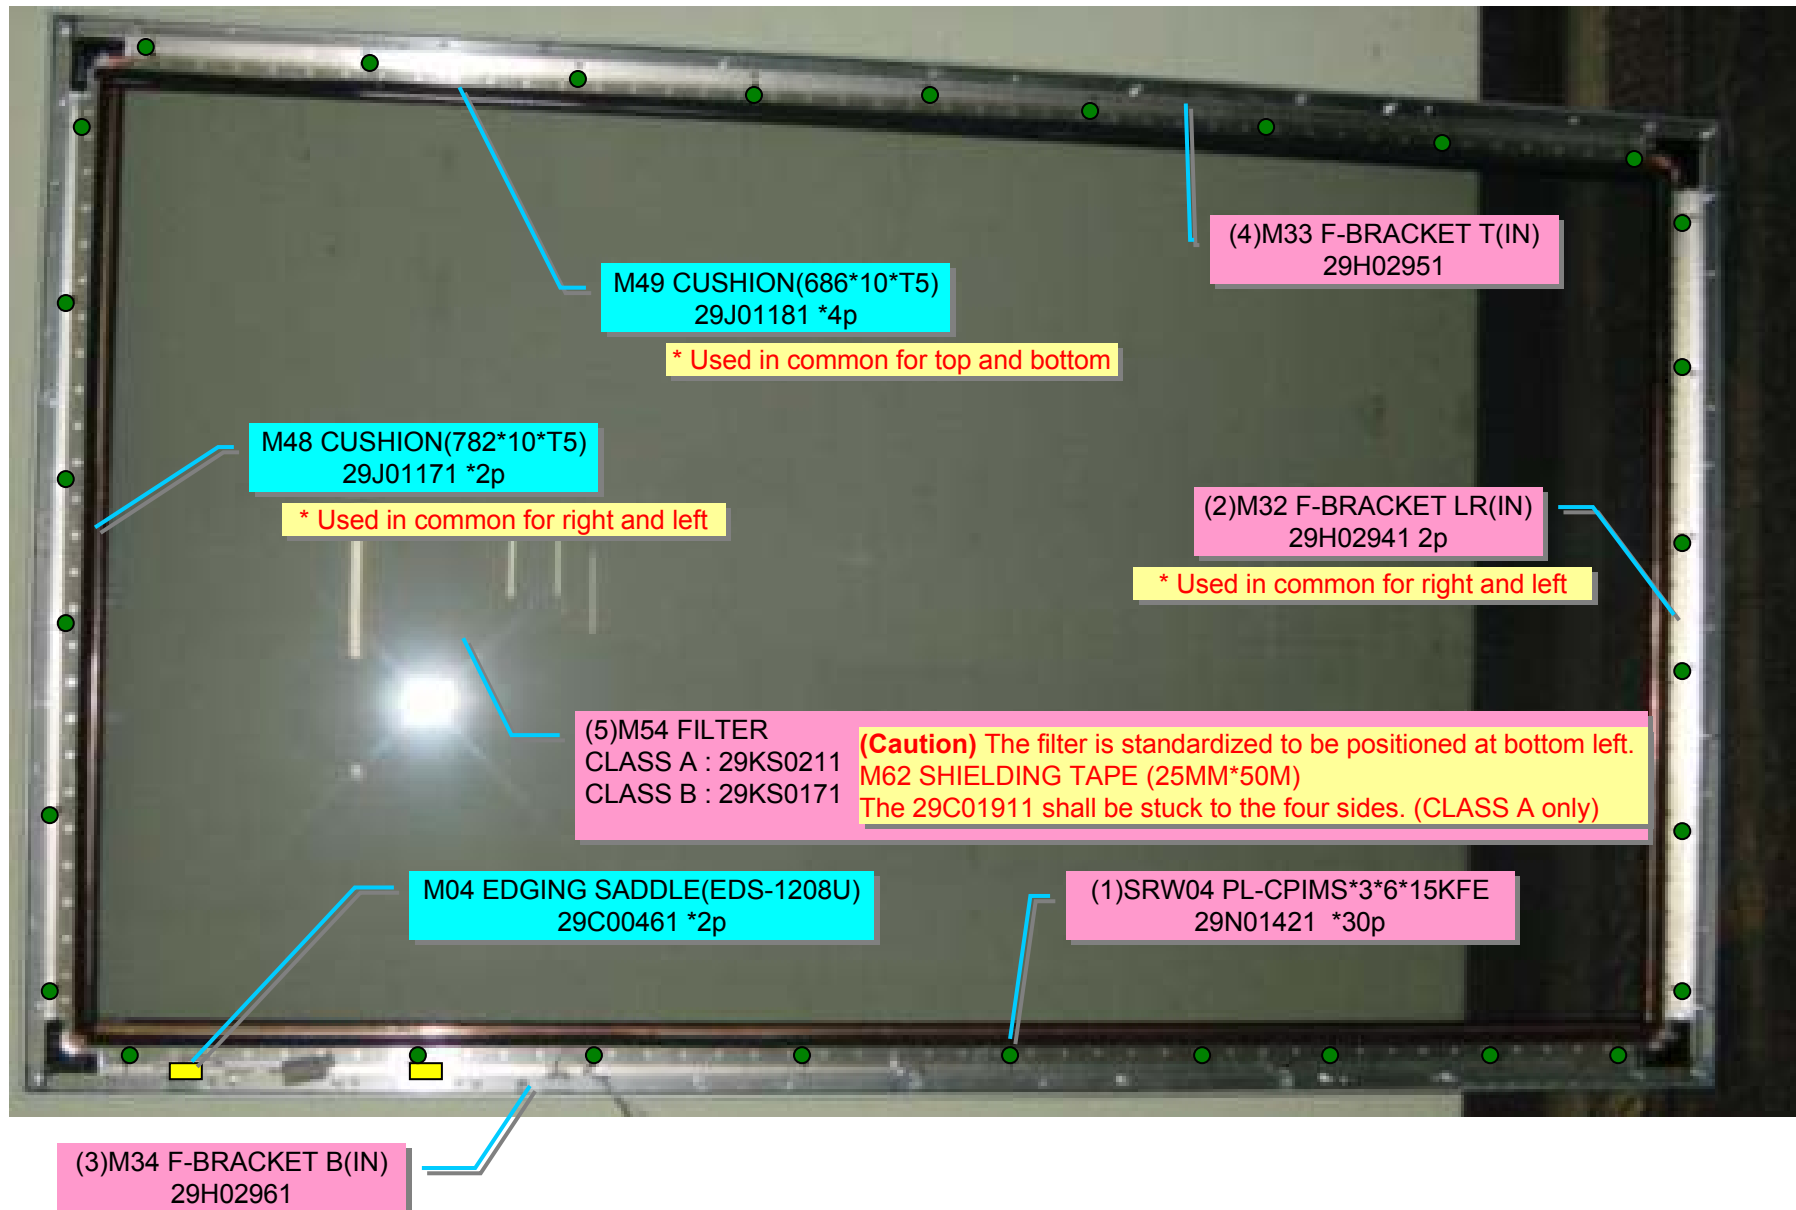 (4)M33 F-BRACKET T(IN)
29H02951
M49 CUSHION(686*10*T5)
29J01181 *4p
* Used in common for top and bottom
M48 CUSHION(782*10*T5)
29J01171 *2p
* Used in common for right and left
(2)M32 F-BRACKET LR(IN)
29H02941 2p
* Used in common for right and left
(5)M54 FILTER
CLASS A : 29KS0211
CLASS B : 29KS0171
(Caution) The filter is standardized to be positioned at bottom left.
M62 SHIELDING TAPE (25MM*50M)
The 29C01911 shall be stuck to the four sides. (CLASS A only)
M04 EDGING SADDLE(EDS-1208U)
29C00461 *2p
(1)SRW04 PL-CPIMS*3*6*15KFE
29N01421 *30p
(3)M34 F-BRACKET B(IN)
29H02961